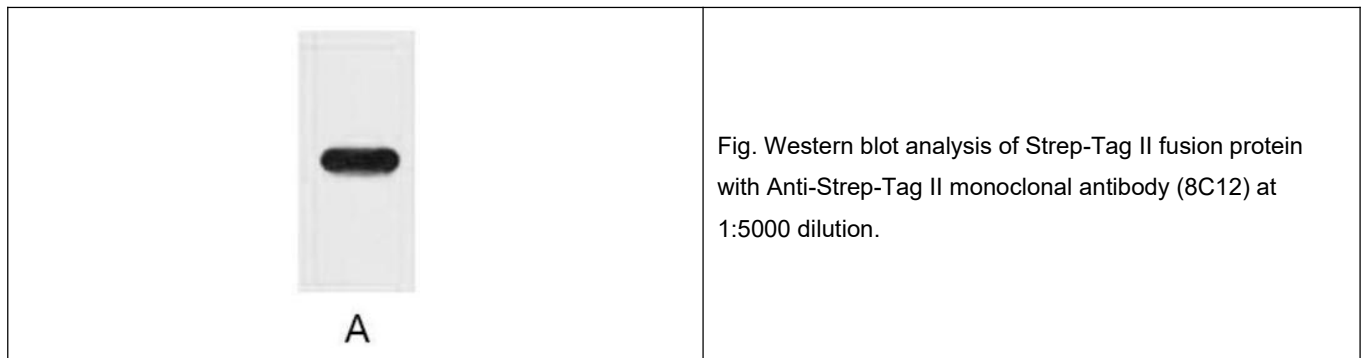 A
Fig. Western blot analysis of Strep-Tag II fusion protein
with Anti-Strep-Tag II monoclonal antibody (8C12) at
1:5000 dilution.